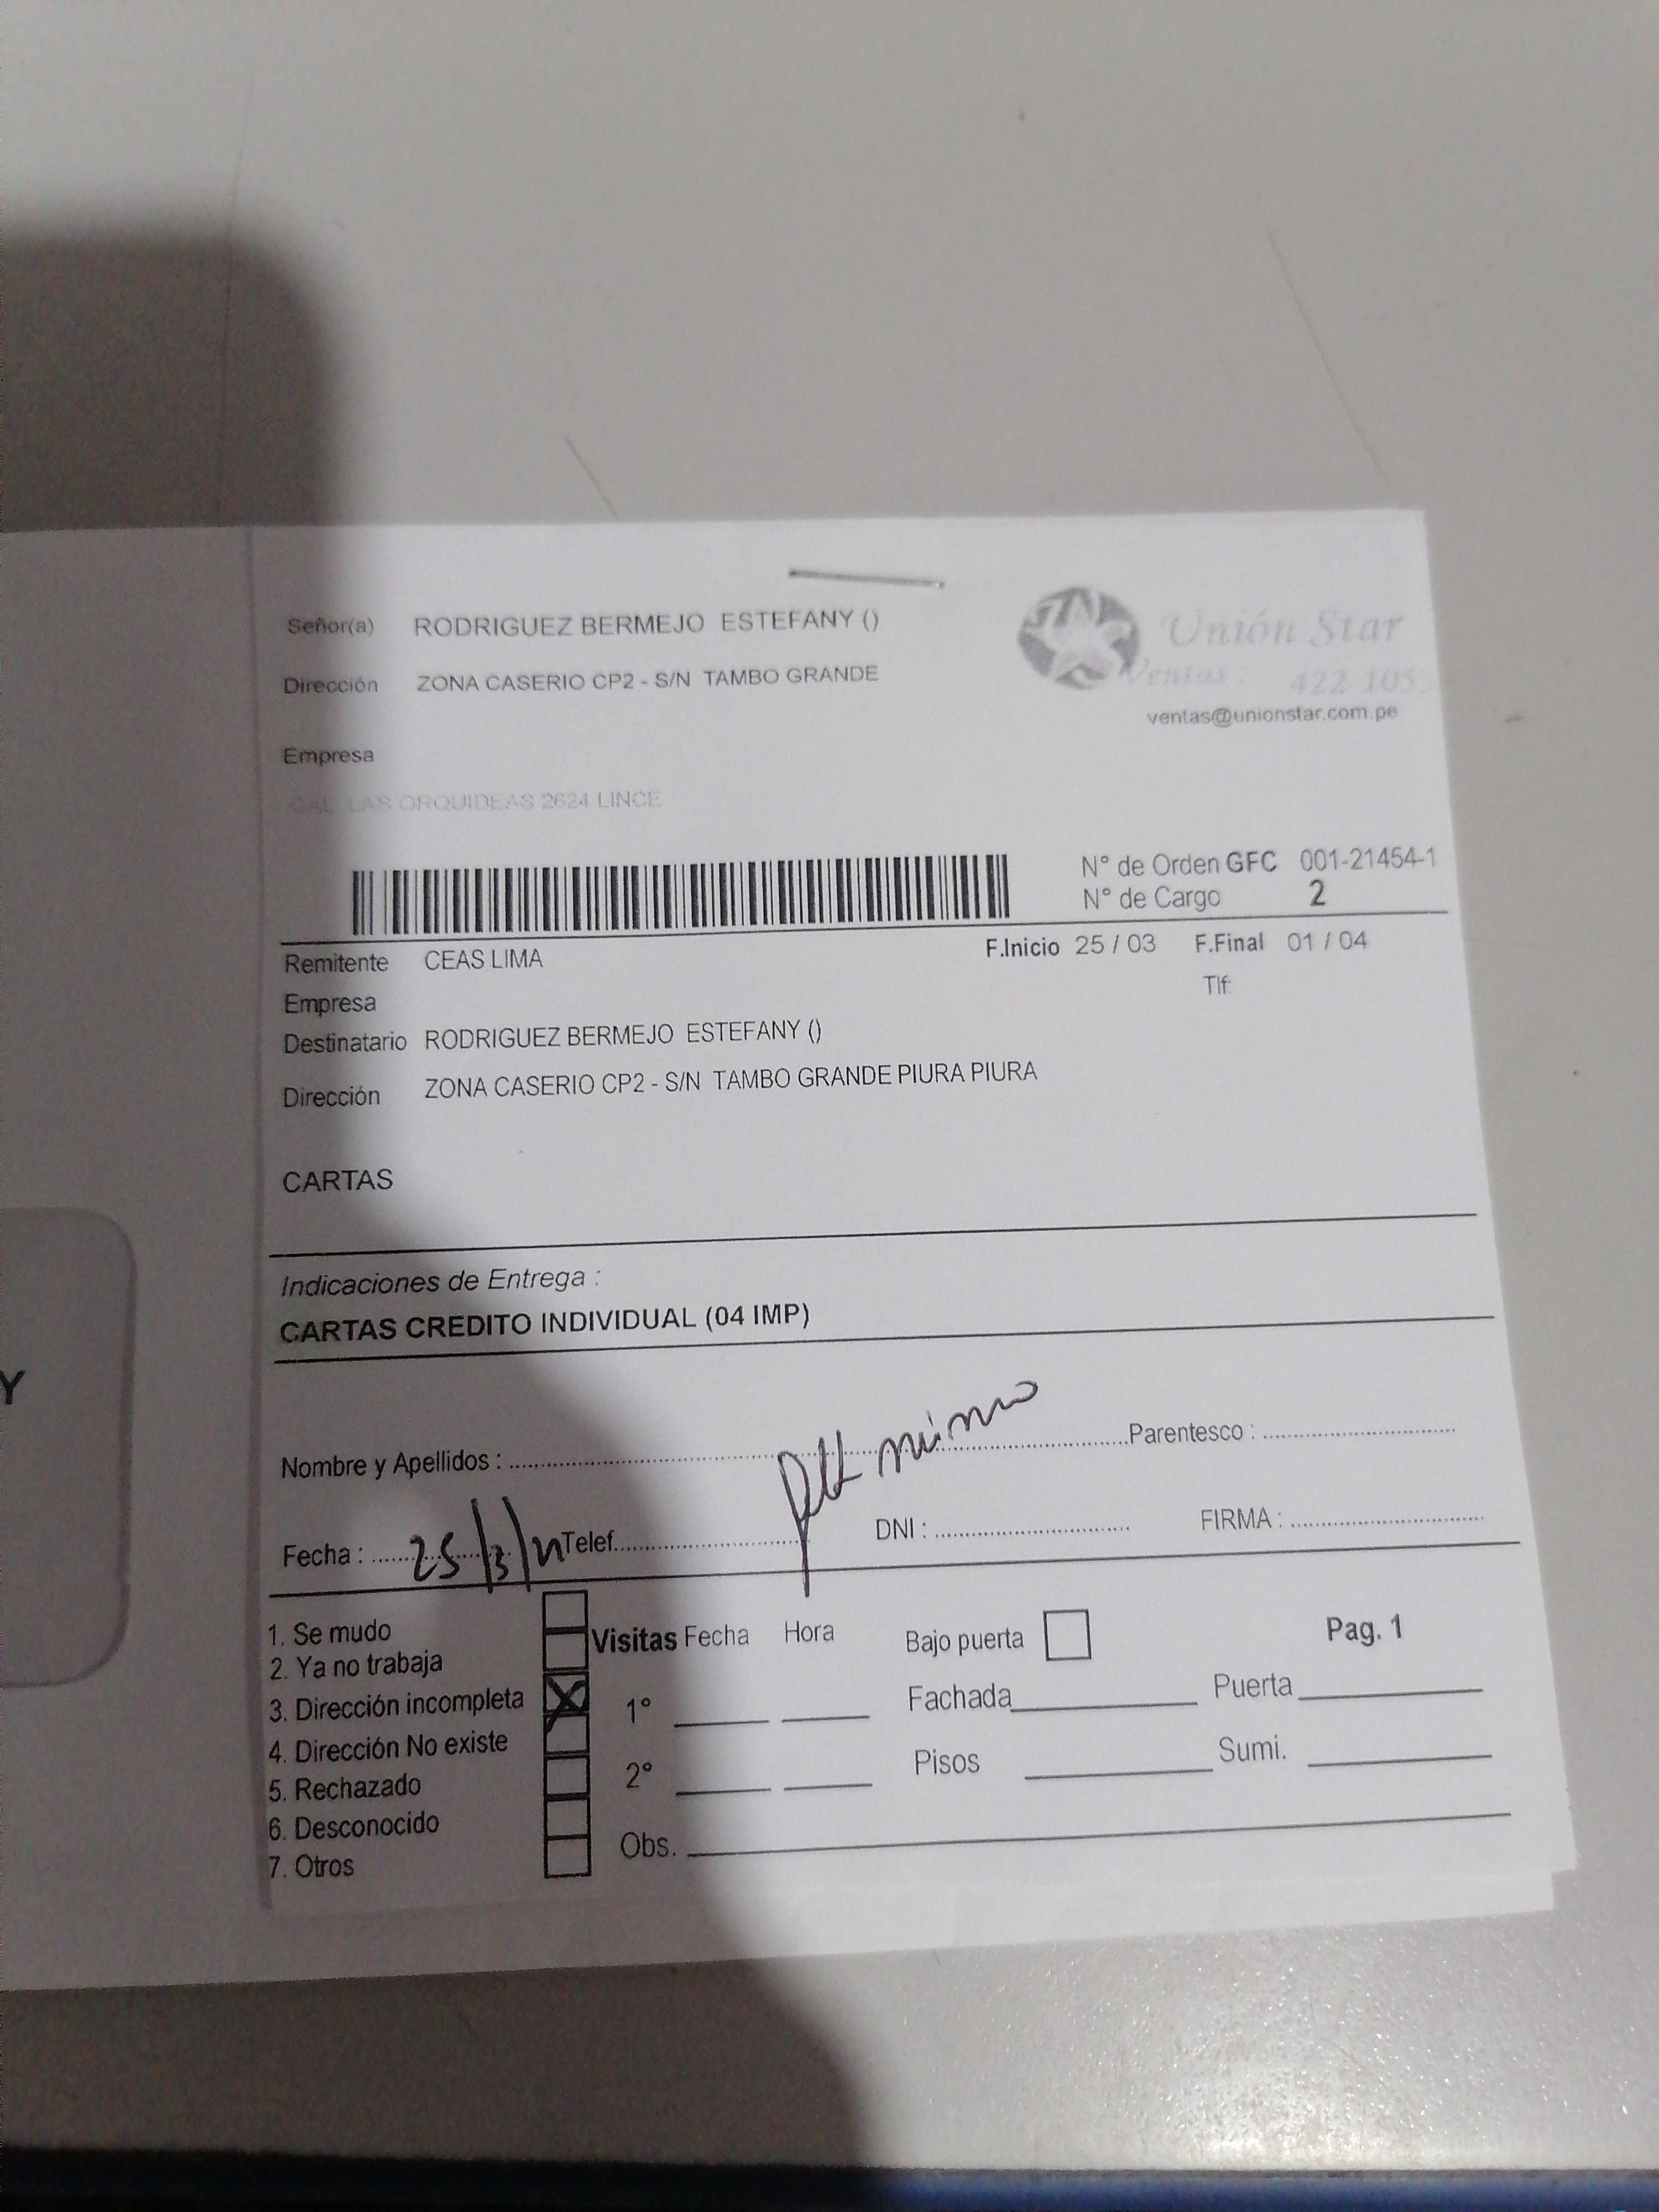 Señor(a) RODRIGUEZ BERMEJO ESTEFANY ()
Unión Star
Dirección ZONA CASERIO CP2 - S/N TAMBO GRANDE
Ventas : 422 1053
ventas@unionstar.com.pe
Empresa
CAL LAS ORQUIDEAS 2624 LINCE
N° de Orden GFC 001-21454-1
N° de Cargo 2
Remitente CEAS LIMA
F.Inicio 25 / 03 F.Final 01 / 04
Empresa
Tlf:
Destinatario RODRIGUEZ BERMEJO ESTEFANY ()
Dirección ZONA CASERIO CP2 - S/N TAMBO GRANDE PIURA PIURA
CARTAS
Indicaciones de Entrega :
CARTAS CREDITO INDIVIDUAL (04 IMP)
Y
Nombre y Apellidos : Parentesco :
Fecha : 25/3/ Telef. DNI : FIRMA :
1. Se mudo
2. Ya no trabaja
3. Dirección incompleta X
4. Dirección No existe
5. Rechazado
6. Desconocido
7. Otros
Visitas Fecha Hora
1°
2°
Obs.
Bajo puerta
Pag. 1
Fachada Puerta
Pisos Sumi.